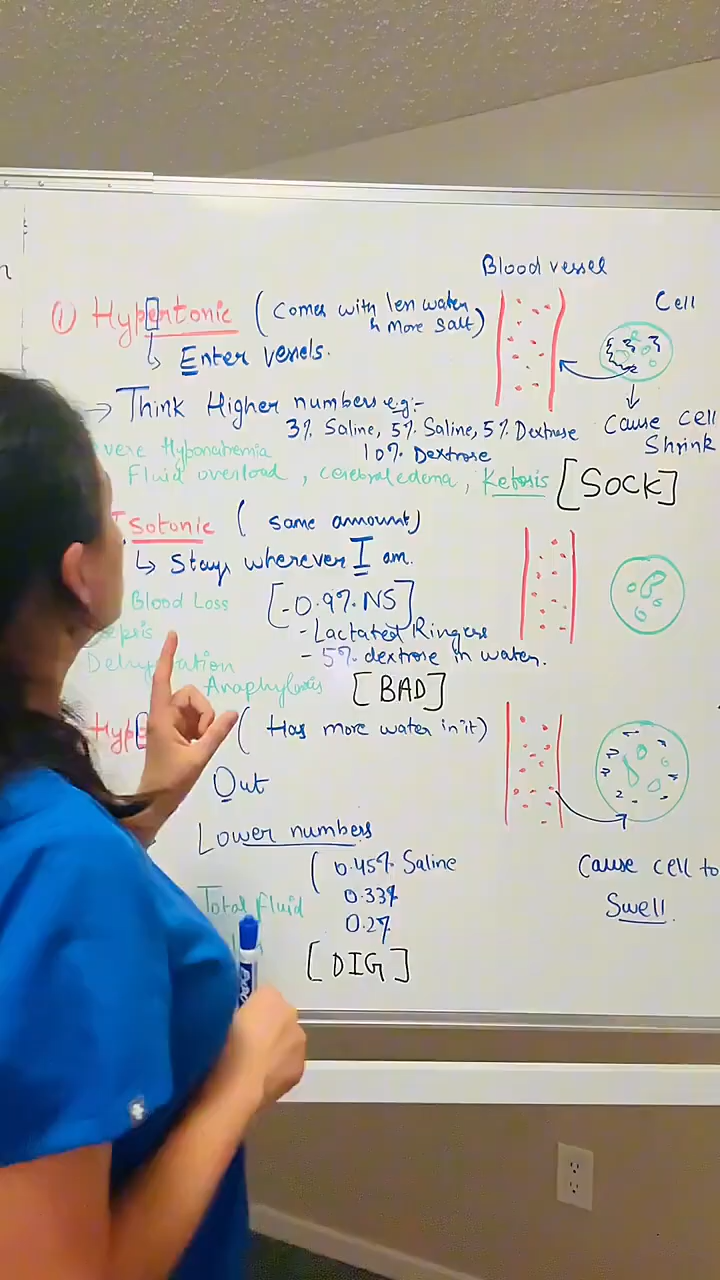 Blood vessel
① Hypertonic (Comes with less water & more salt)
Cell
↳ Enter vessels.
→ Think Higher numbers e.g:-
3% Saline, 5% Saline, 5% Dextrose
10% Dextrose
Cause cell
Shrink
vere Hyponatremia
Fluid overload, cerebral edema, Ketosis [SOCK]
Isotonic (same amount)
↳ stays wherever I am.
Blood Loss [-0.9% NS]
epsis
- Lactated Ringers
Dehydration
- 5% dextrose in water.
Anaphylaxis [BAD]
Hyp (Has more water in it)
Out
Lower numbers
(0.45% Saline
0.33%
0.2%
Cause cell to
Swell.
Total fluid
[DIG]
EXPO